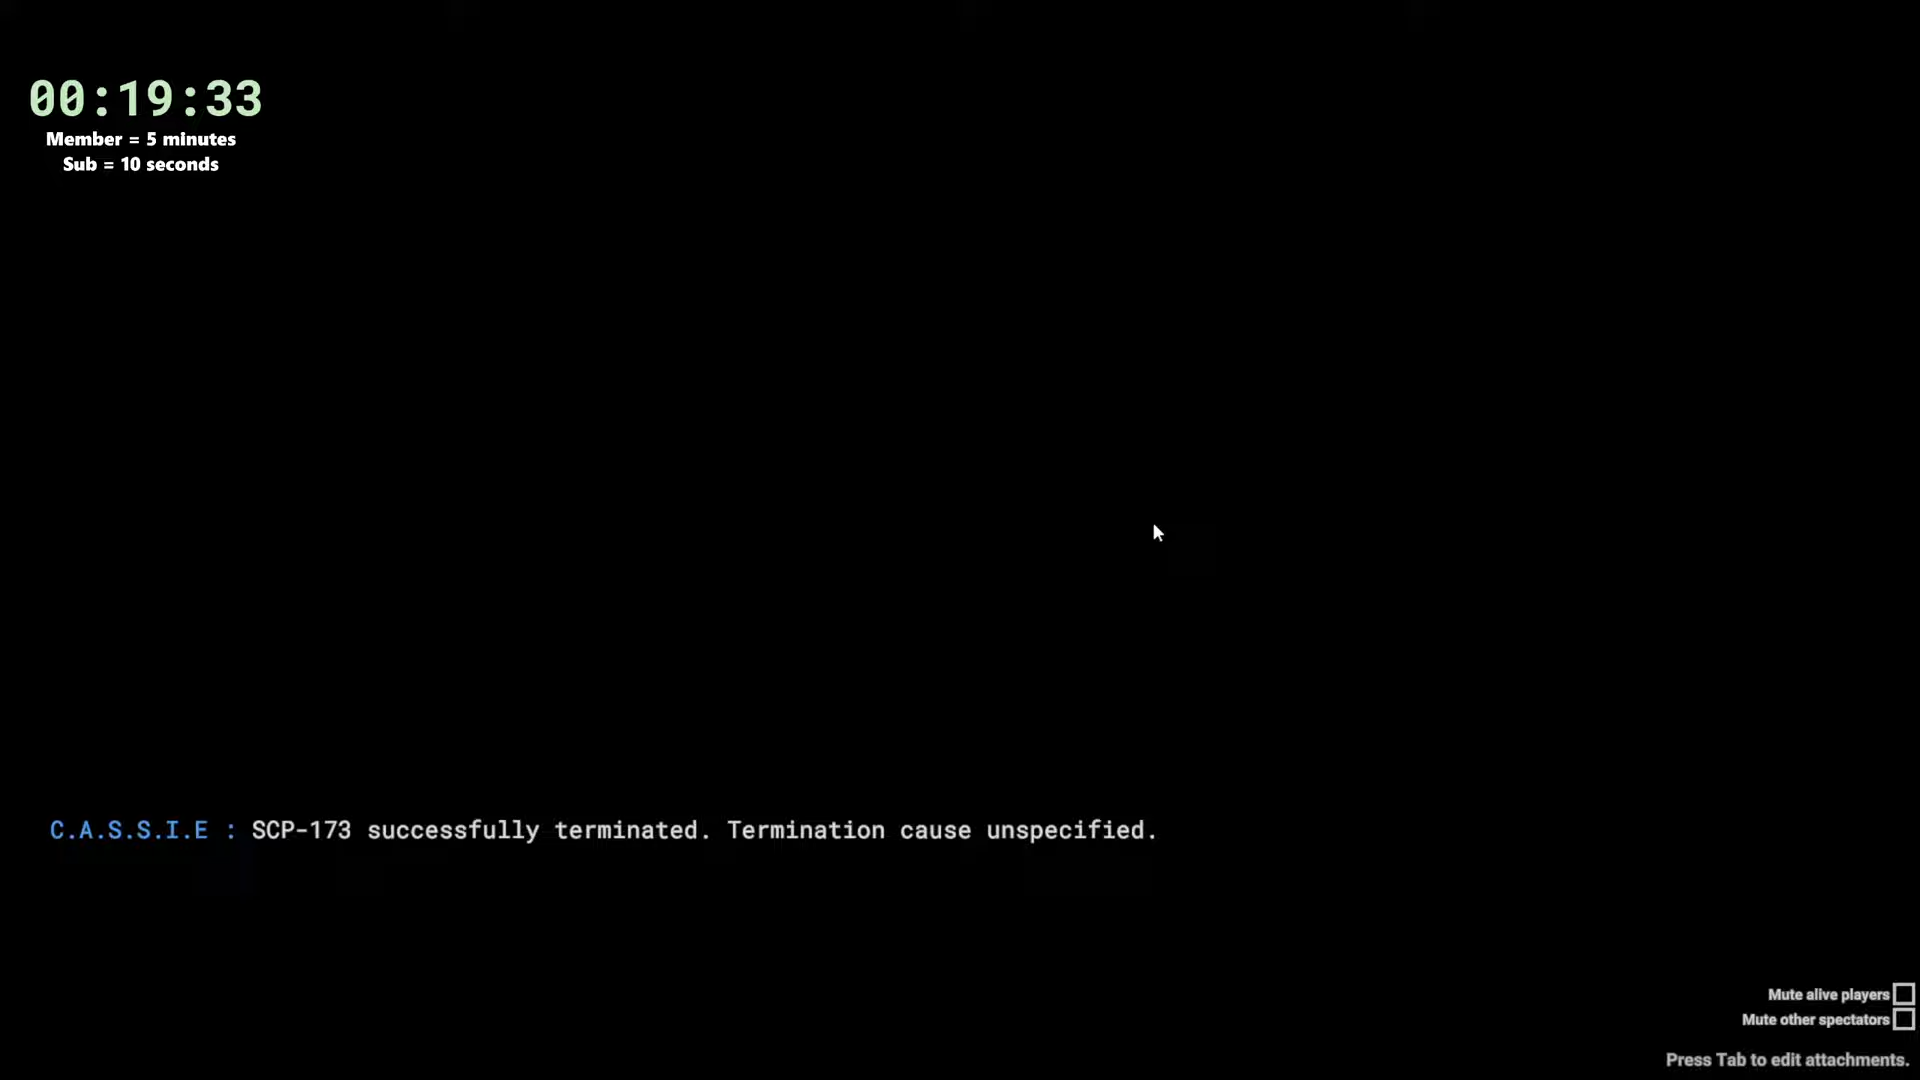 00:19:33
Member = 5 minutes
Sub = 10 seconds
C.A.S.S.I.E : SCP-173 successfully terminated. Termination cause unspecified.
Mute alive players
Mute other spectators
Press Tab to edit attachments.